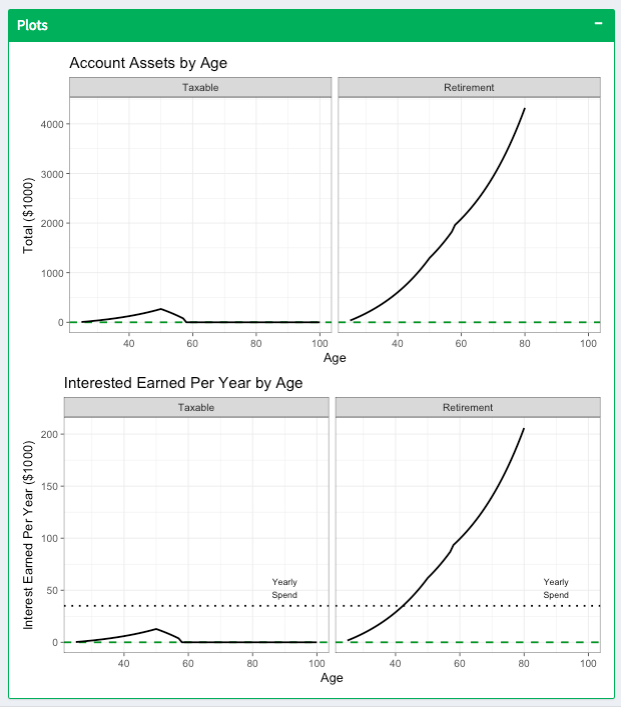 Plots
−
Account Assets by Age
Taxable
Retirement
Total ($1000)
4000
3000
2000
1000
0
40 60 80 100
40 60 80 100
Age
Interested Earned Per Year by Age
Taxable
Retirement
Interest Earned Per Year ($1000)
200
150
100
50
0
Yearly
Spend
Yearly
Spend
40 60 80 100
40 60 80 100
Age